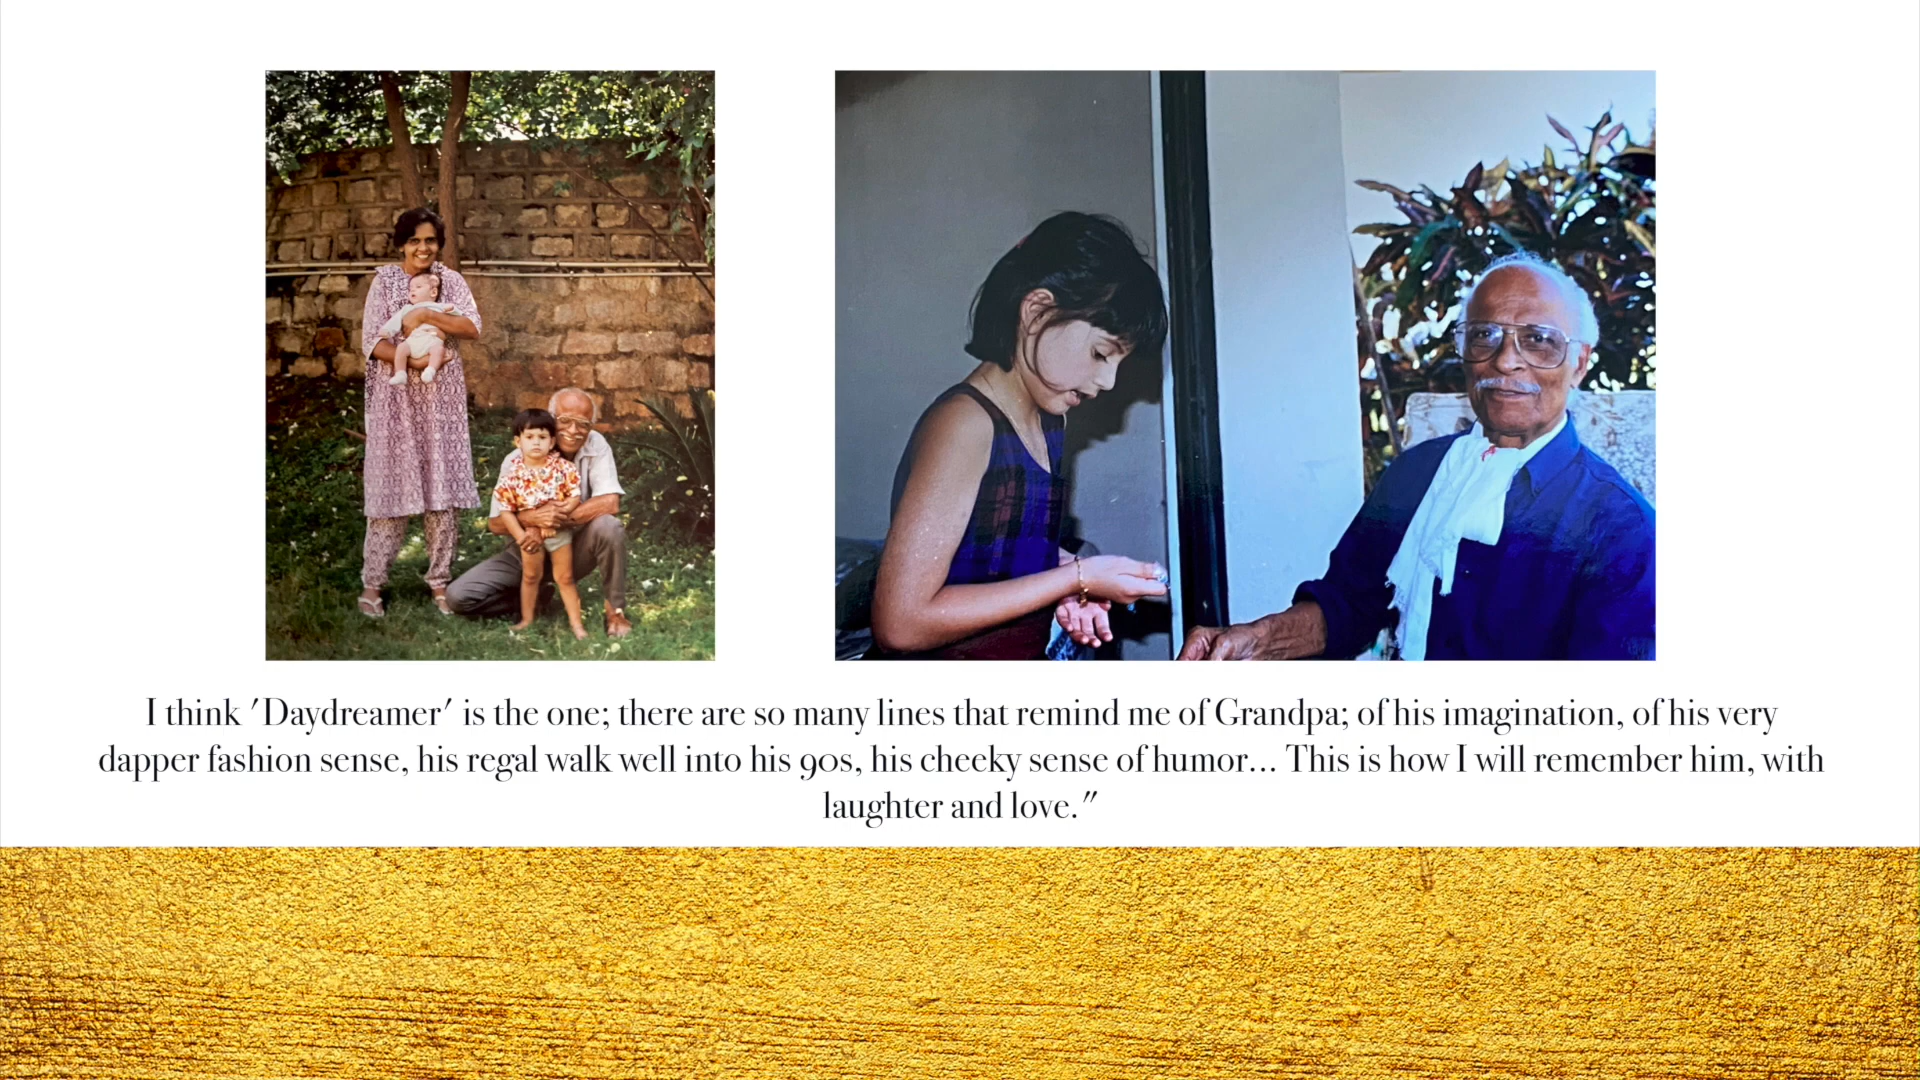 I think 'Daydreamer' is the one; there are so many lines that remind me of Grandpa; of his imagination, of his very
dapper fashion sense, his regal walk well into his 90s, his cheeky sense of humor... This is how I will remember him, with
laughter and love."